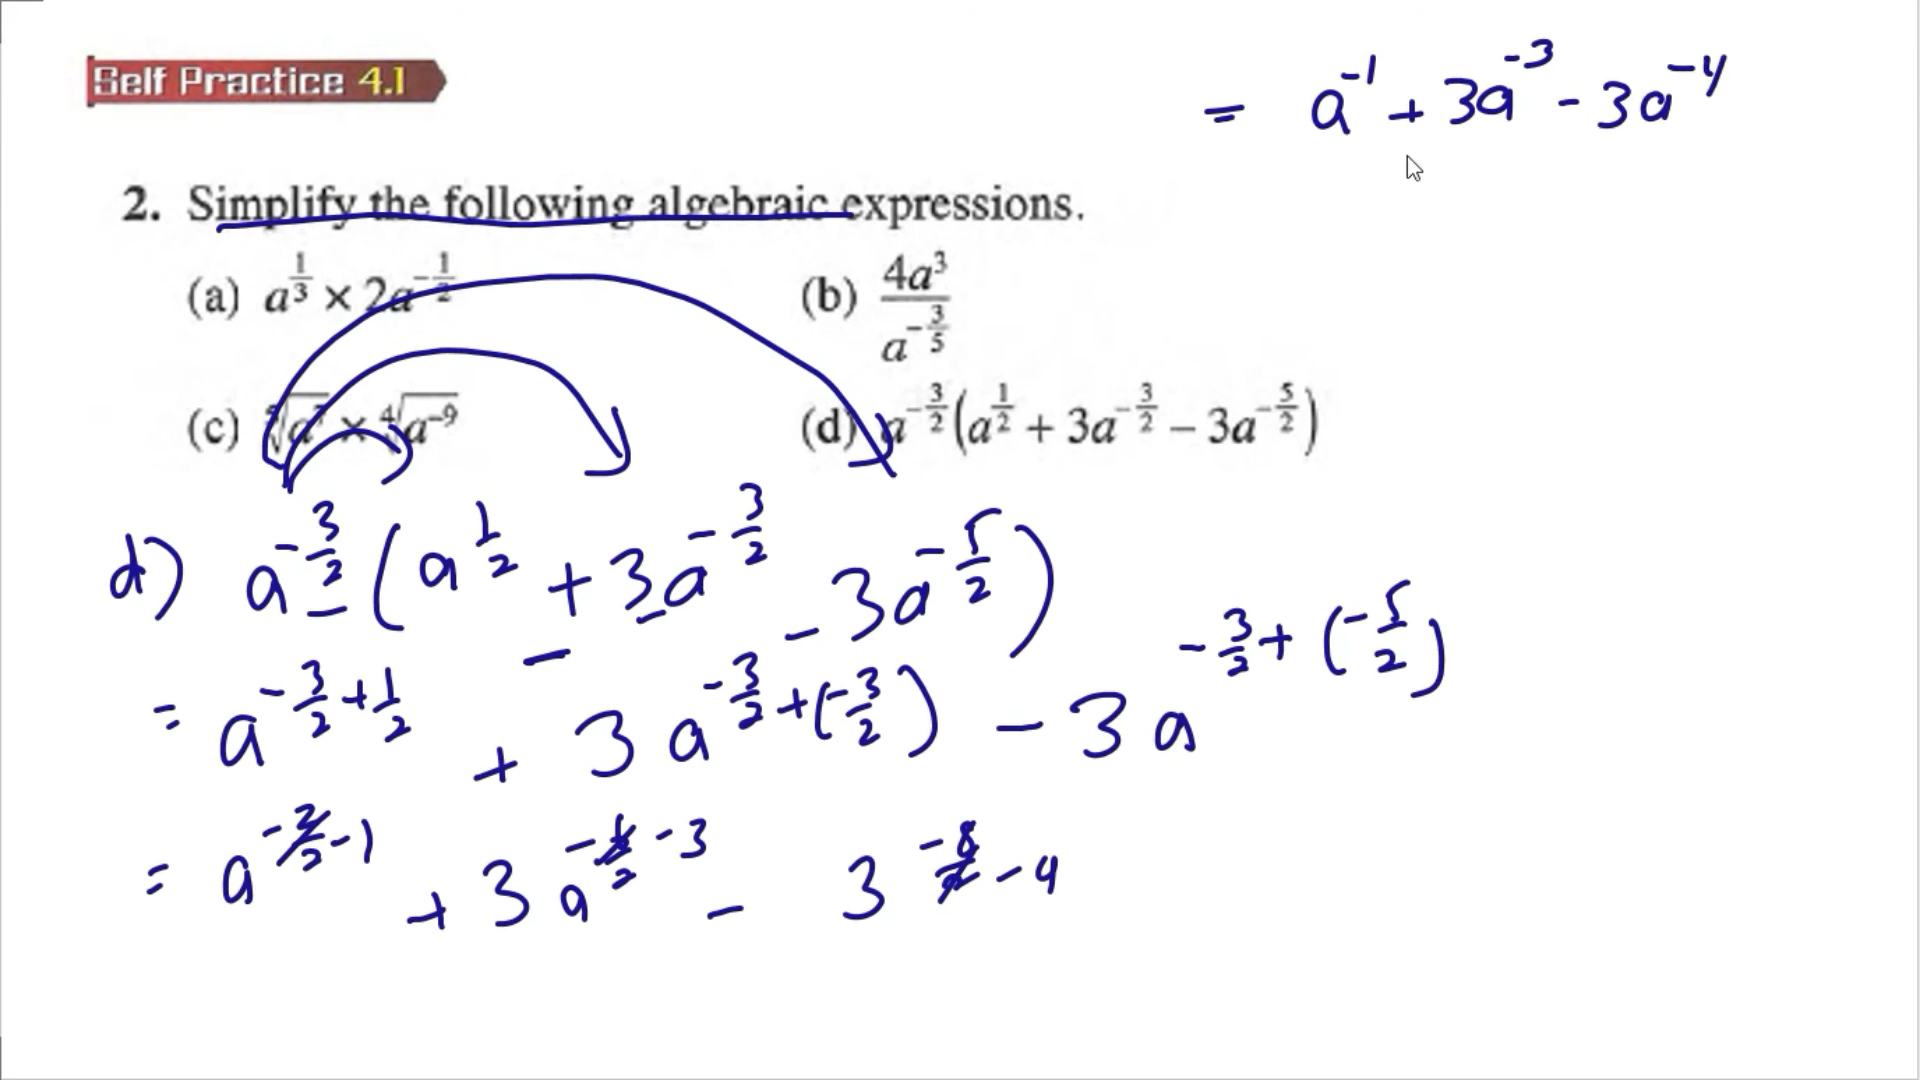 Self Practice 4.1
= a^-1 + 3a^-3 - 3a^-4
2. Simplify the following algebraic expressions.
(a) a^(1/3) × 2a^(-1/2)
(b) 4a^3 / a^(-3/5)
(c) × ∜a^-9
(d) a^(-3/2)(a^(1/2) + 3a^(-3/2) – 3a^(-5/2))
d) a^(-3/2)(a^(1/2) + 3a^(-3/2) - 3a^(-5/2))
= a^(-3/2+1/2) + 3a^(-3/2+(-3/2)) - 3a^(-3/2+(-5/2))
= a^(-2/2) -1 + 3a^(-6/2) -3 - 3^(-8/2) -4